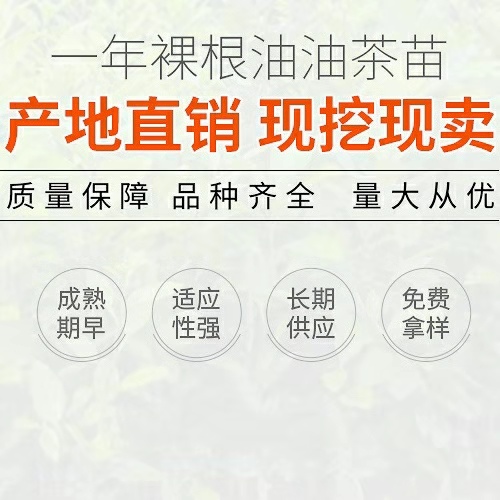 一年裸根油油茶苗
产地直销 现挖现卖
质量保障 品种齐全 量大从优
成熟
期早
适应
性强
长期
供应
免费
拿样